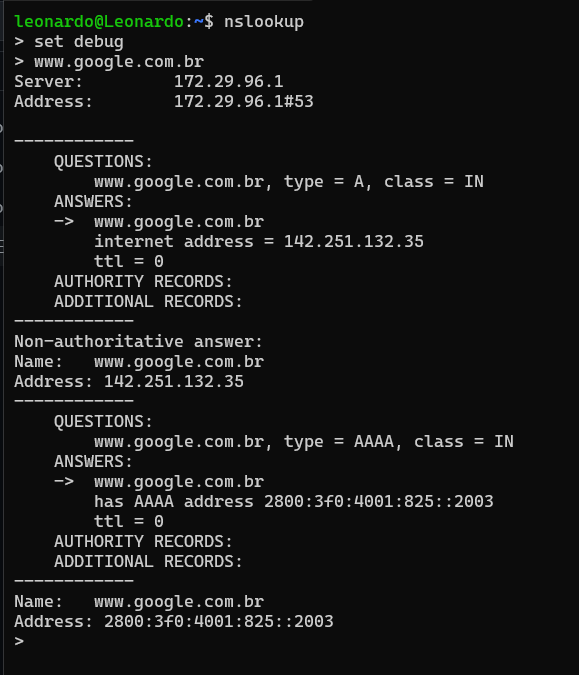 leonardo@Leonardo:~$ nslookup
> set debug
> www.google.com.br
Server:         172.29.96.1
Address:        172.29.96.1#53

------------
    QUESTIONS:
        www.google.com.br, type = A, class = IN
    ANSWERS:
    ->  www.google.com.br
        internet address = 142.251.132.35
        ttl = 0
    AUTHORITY RECORDS:
    ADDITIONAL RECORDS:
------------
Non-authoritative answer:
Name:   www.google.com.br
Address: 142.251.132.35
------------
    QUESTIONS:
        www.google.com.br, type = AAAA, class = IN
    ANSWERS:
    ->  www.google.com.br
        has AAAA address 2800:3f0:4001:825::2003
        ttl = 0
    AUTHORITY RECORDS:
    ADDITIONAL RECORDS:
------------
Name:   www.google.com.br
Address: 2800:3f0:4001:825::2003
>